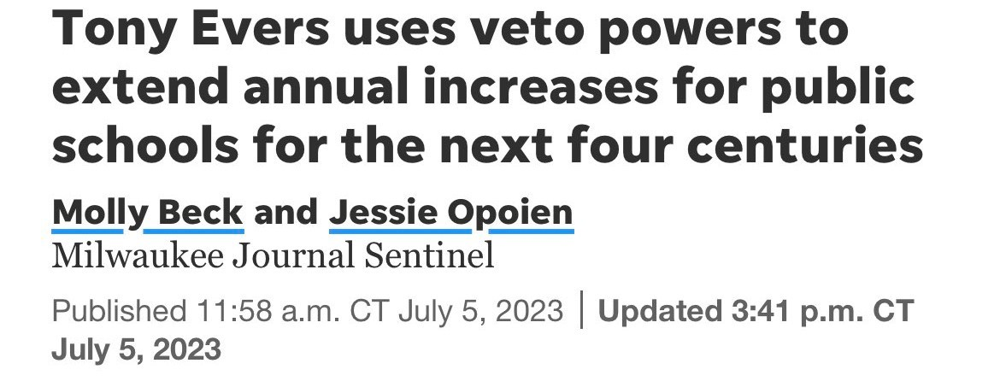 Tony Evers uses veto powers to
extend annual increases for public
schools for the next four centuries
Molly Beck and Jessie Opoien
Milwaukee Journal Sentinel
Published 11:58 a.m. CT July 5, 2023 | Updated 3:41 p.m. CT
July 5, 2023